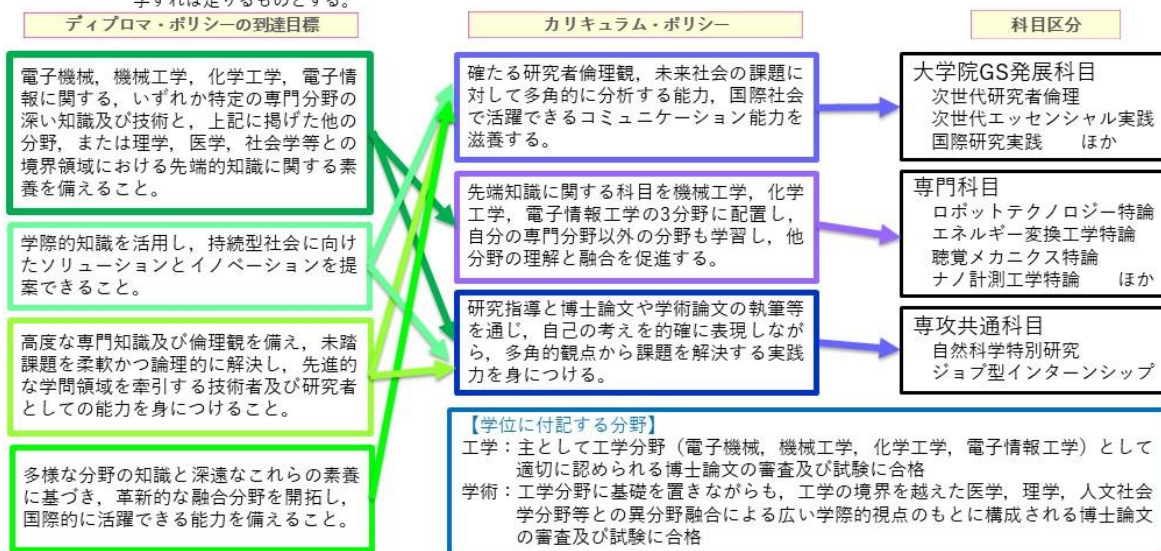 学すれば足りるものとする。
ディプロマ・ポリシーの到達目標
電子機械，機械工学，化学工学，電子情
報に関する，いずれか特定の専門分野の
深い知識及び技術と，上記に掲げた他の
分野，または理学，医学，社会学等との
境界領域における先端的知識に関する素
養を備えること。
学際的知識を活用し，持続型社会に向け
たソリューションとイノベーションを提
案できること。
高度な専門知識及び倫理観を備え，未踏
課題を柔軟かつ論理的に解決し，先進的
な学問領域を牽引する技術者及び研究者
としての能力を身につけること。
多様な分野の知識と深遠なこれらの素養
に基づき，革新的な融合分野を開拓し，
国際的に活躍できる能力を備えること。
カリキュラム・ポリシー
確たる研究者倫理観，未来社会の課題に
対して多角的に分析する能力，国際社会
で活躍できるコミュニケーション能力を
滋養する。
先端知識に関する科目を機械工学，化学
工学，電子情報工学の3分野に配置し，
自分の専門分野以外の分野も学習し，他
分野の理解と融合を促進する。
研究指導と博士論文や学術論文の執筆等
を通じ，自己の考えを的確に表現しなが
ら，多角的観点から課題を解決する実践
力を身につける。
科目区分
大学院GS発展科目
次世代研究者倫理
次世代エッセンシャル実践
国際研究実践　ほか
専門科目
ロボットテクノロジー特論
エネルギー変換工学特論
聴覚メカニクス特論
ナノ計測工学特論　ほか
専攻共通科目
自然科学特別研究
ジョブ型インターンシップ
【学位に付記する分野】
工学：主として工学分野（電子機械，機械工学，化学工学，電子情報工学）として
適切に認められる博士論文の審査及び試験に合格
学術：工学分野に基礎を置きながらも，工学の境界を越えた医学，理学，人文社会
学分野等との異分野融合による広い学際的視点のもとに構成される博士論文
の審査及び試験に合格